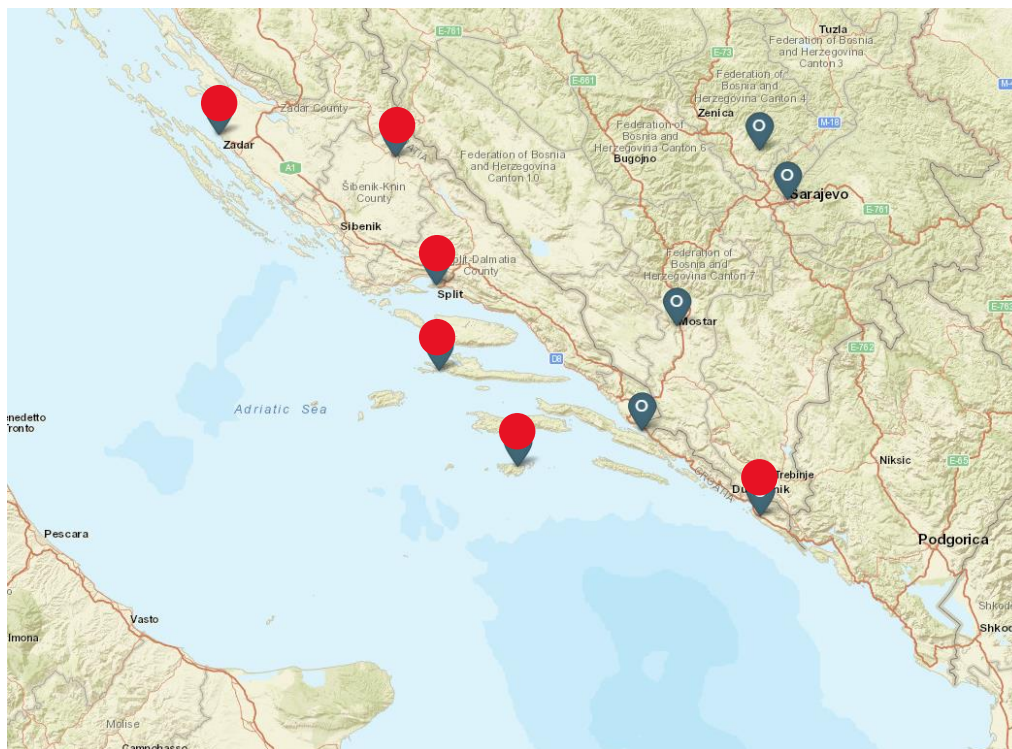 E-761
Tuzla
Federation of Bosnia
and Herzegovina
Canton 3
E-73
E-661
Federation of
Bosnia and
Herzegovina Canton 4
Zadar County
Zenica
O
M-18
Federation of
Bosnia and
Herzegovina Canton 6
Bugojno
Zadar
Federation of Bosnia
and Herzegovina
Canton 10
A1
O
Sarajevo
Šibenik-Knin
County
E-761
Sibenik
Federation of
Bosnia and
Herzegovina Canton 7
Split-Dalmatia
County
Split
O
Mostar
E-762
D8
Adriatic Sea
O
Niksic
E-65
Trebinje
CROATIA
Pescara
Podgorica
Vasto
Molise